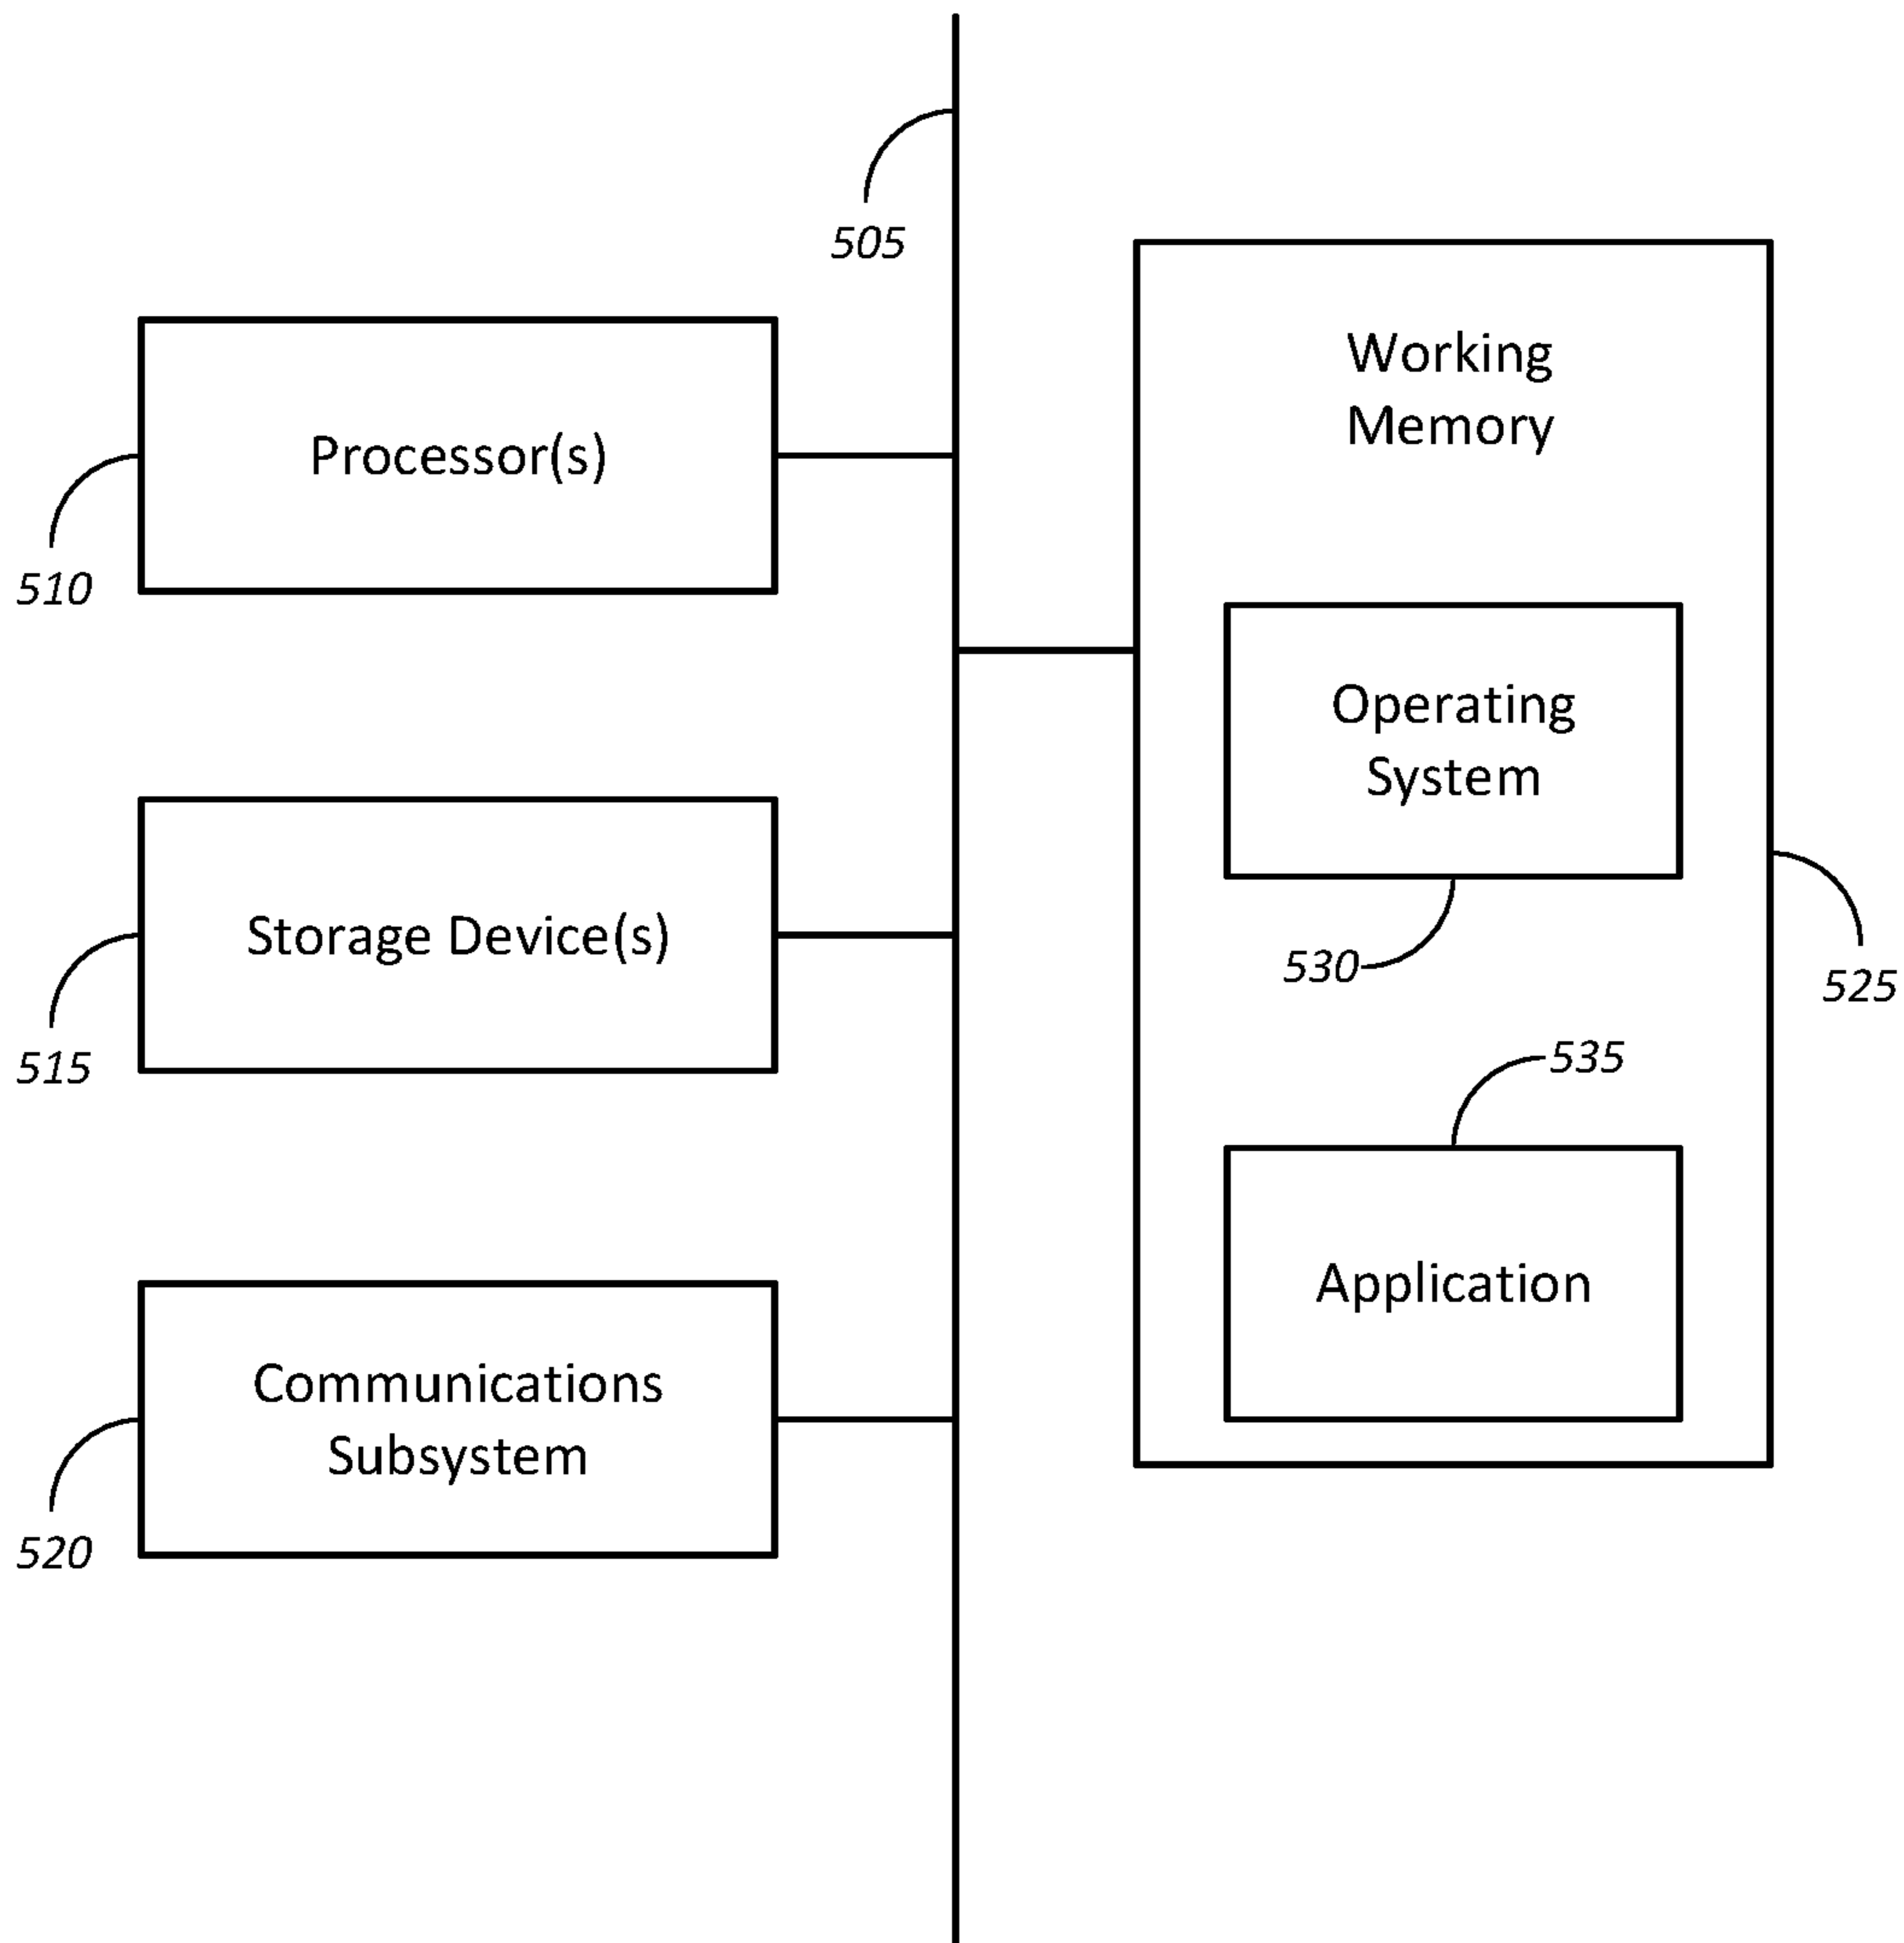 505
Processor(s)
510
Storage Device(s)
515
Communications
Subsystem
520
Working
Memory
Operating
System
530
525
535
Application